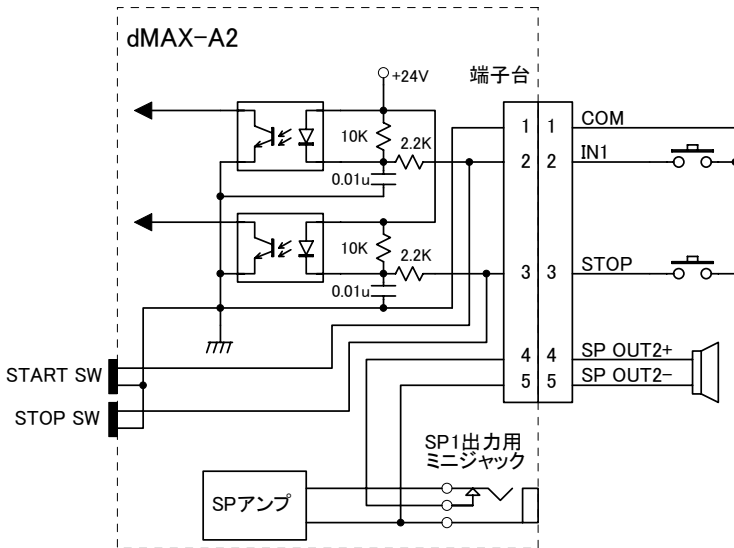 dMAX-A2
+24V
端子台
10K
2.2K
0.01u
1
1
COM
2
2
IN1
10K
2.2K
0.01u
3
3
STOP
START SW
STOP SW
4
4
SP OUT2+
5
5
SP OUT2-
SP1出力用
ミニジャック
SPアンプ